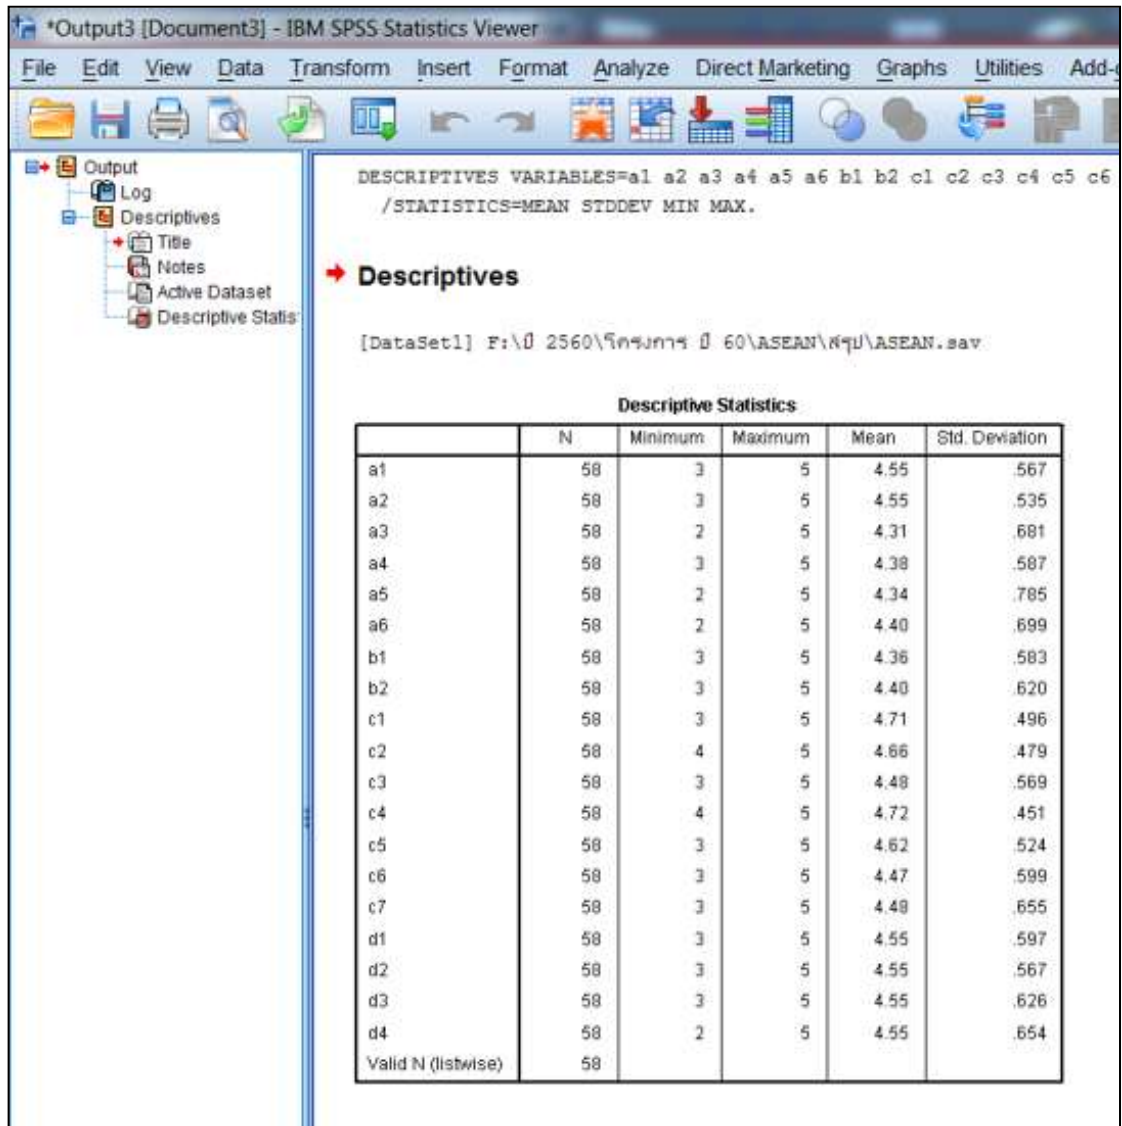 *Output3 [Document3] - IBM SPSS Statistics Viewer
File Edit View Data Transform Insert Format Analyze Direct Marketing Graphs Utilities Add-
Output
Log
Descriptives
Title
Notes
Active Dataset
Descriptive Statis
DESCRIPTIVES VARIABLES=a1 a2 a3 a4 a5 a6 b1 b2 c1 c2 c3 c4 c5 c6
/STATISTICS=MEAN STDDEV MIN MAX.
Descriptives
[DataSet1] F:\ปี 2560\โครงการ ปี 60\ASEAN\สรุป\ASEAN.sav
Descriptive Statistics
N Minimum Maximum Mean Std. Deviation
a1 58 3 5 4.55 .567
a2 58 3 5 4.55 .535
a3 58 2 5 4.31 .681
a4 58 3 5 4.38 .587
a5 58 2 5 4.34 .785
a6 58 2 5 4.40 .699
b1 58 3 5 4.36 .583
b2 58 3 5 4.40 .620
c1 58 3 5 4.71 .496
c2 58 4 5 4.66 .479
c3 58 3 5 4.48 .569
c4 58 4 5 4.72 .451
c5 58 3 5 4.62 .524
c6 58 3 5 4.47 .599
c7 58 3 5 4.48 .655
d1 58 3 5 4.55 .597
d2 58 3 5 4.55 .567
d3 58 3 5 4.55 .626
d4 58 2 5 4.55 .654
Valid N (listwise) 58